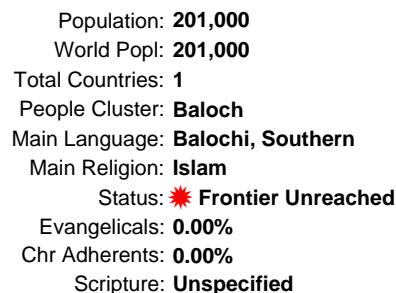 Population: 201,000
World Popl: 201,000
Total Countries: 1
People Cluster: Baloch
Main Language: Balochi, Southern
Main Religion: Islam
Status: Frontier Unreached
Evangelicals: 0.00%
Chr Adherents: 0.00%
Scripture: Unspecified